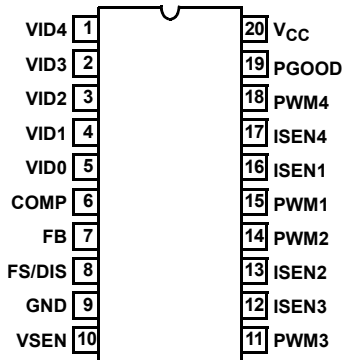 VID4 1 20 VCC
VID3 2 19 PGOOD
VID2 3 18 PWM4
VID1 4 17 ISEN4
VID0 5 16 ISEN1
COMP 6 15 PWM1
FB 7 14 PWM2
FS/DIS 8 13 ISEN2
GND 9 12 ISEN3
VSEN 10 11 PWM3